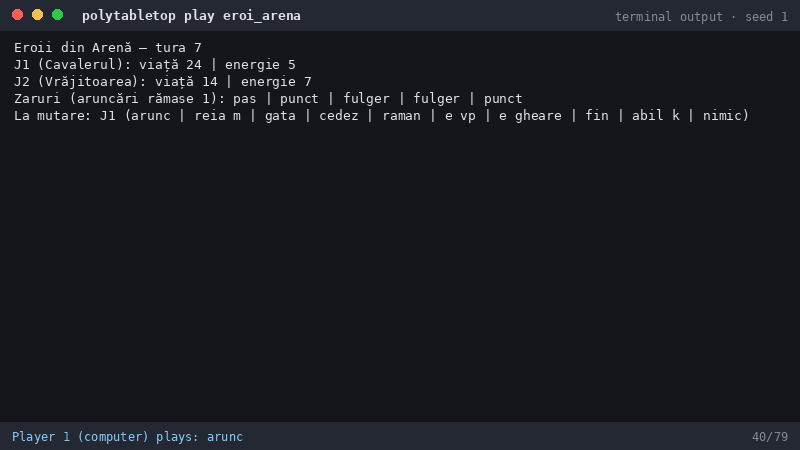 polytabletop play eroi_arena
terminal output · seed 1
Eroii din Arenă — tura 7
J1 (Cavalerul): viață 24 | energie 5
J2 (Vrăjitoarea): viață 14 | energie 7
Zaruri (aruncări rămase 1): pas | punct | fulger | fulger | punct
La mutare: J1 (arunc | reia m | gata | cedez | raman | e vp | e gheare | fin | abil k | nimic)
Player 1 (computer) plays: arunc
40/79